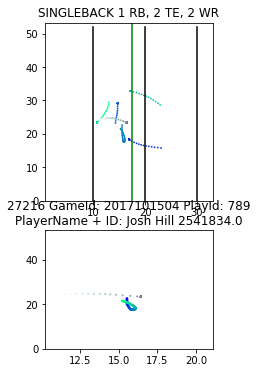 SINGLEBACK 1 RB, 2 TE, 2 WR
50
40
30
20
10
0
10 20 30
27216 GameId: 2017101504 PlayId: 789
PlayerName + ID: Josh Hill 2541834.0
40
20
0
12.5 15.0 17.5 20.0